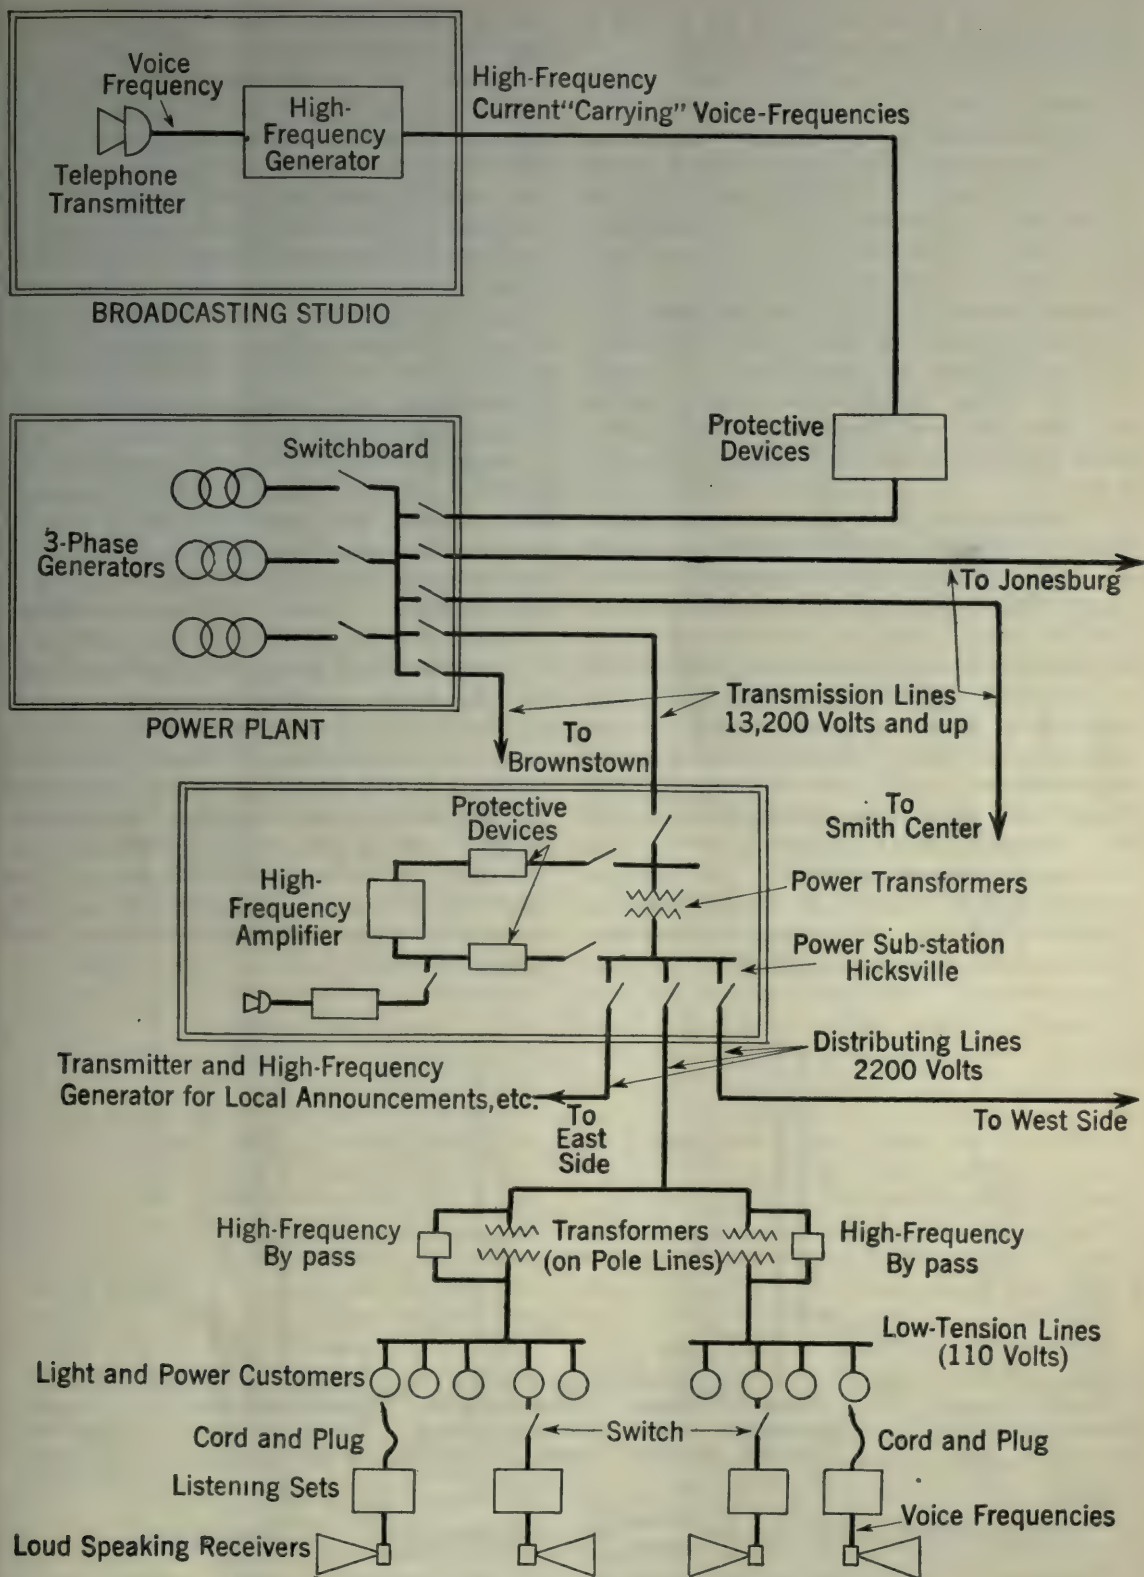 Voice
Frequency
High-
Frequency
Generator
Telephone
Transmitter
High-Frequency
Current "Carrying" Voice-Frequencies
BROADCASTING STUDIO
Protective
Devices
Switchboard
3-Phase
Generators
To Jonesburg
POWER PLANT
To
Brownstown
Transmission Lines
13,200 Volts and up
To
Smith Center
Protective
Devices
High-
Frequency
Amplifier
Power Transformers
Power Sub-station
Hicksville
Transmitter and High-Frequency
Generator for Local Announcements, etc.
Distributing Lines
2200 Volts
To
East
Side
To West Side
High-Frequency
By pass
Transformers
(on Pole Lines)
High-Frequency
By pass
Low-Tension Lines
(110 Volts)
Light and Power Customers
Cord and Plug
Switch
Cord and Plug
Listening Sets
Voice Frequencies
Loud Speaking Receivers